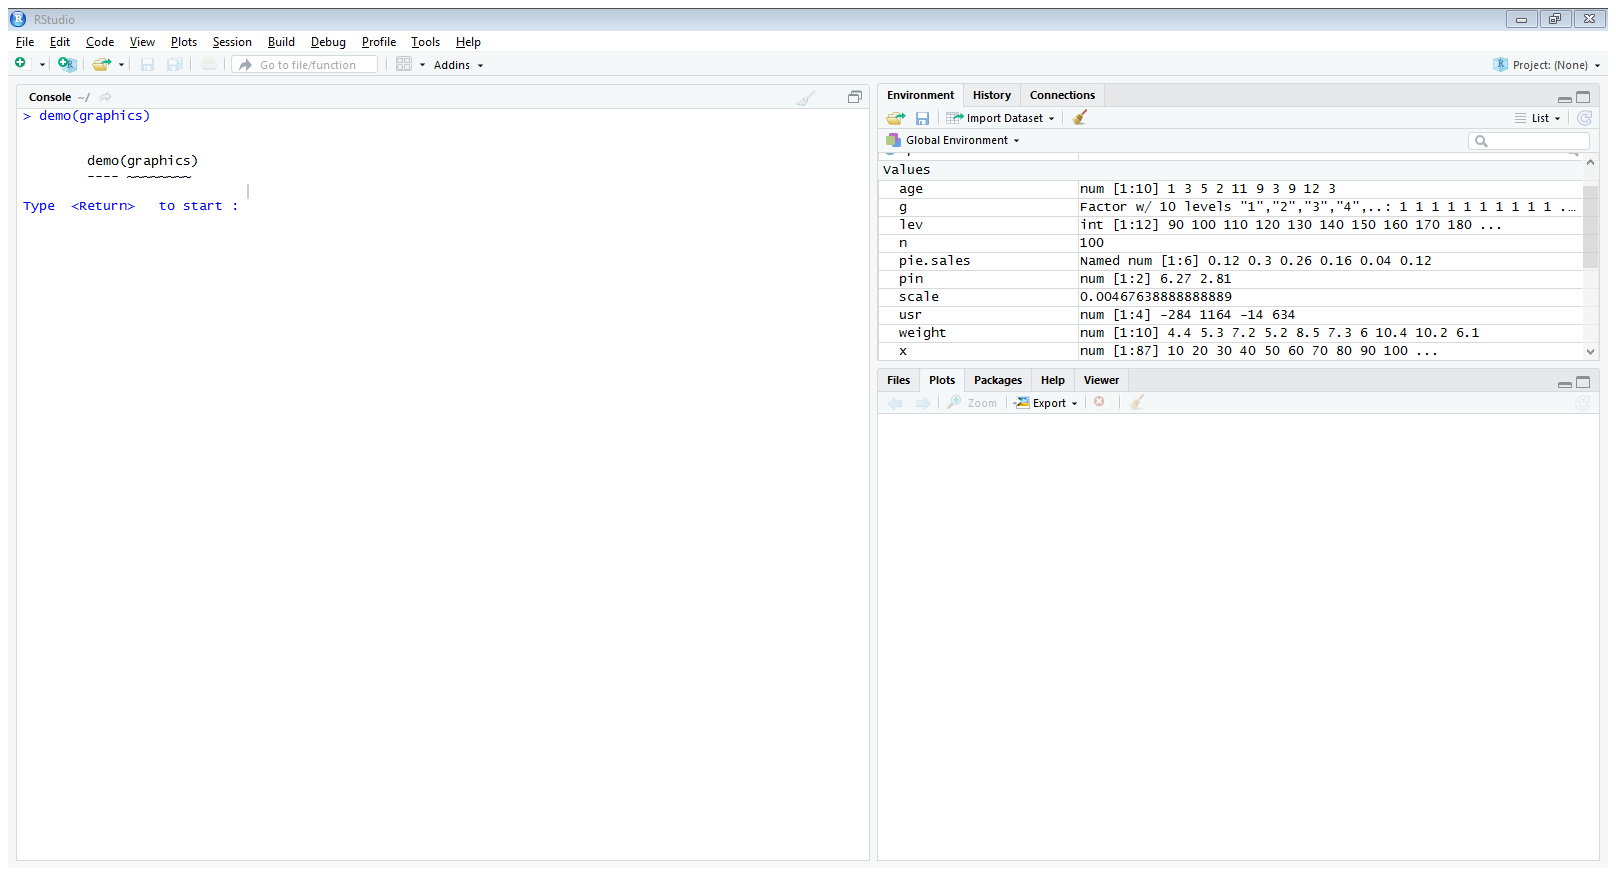 RStudio
File Edit Code View Plots Session Build Debug Profile Tools Help
Go to file/function Addins Project: (None)
Console ~/
> demo(graphics)
demo(graphics)
---- ~~~~~~~~
Type <Return> to start :
Environment History Connections
Import Dataset List
Global Environment
Values
age num [1:10] 1 3 5 2 11 9 3 9 12 3
g Factor w/ 10 levels "1","2","3","4",..: 1 1 1 1 1 1 1 1 1 1 ...
lev int [1:12] 90 100 110 120 130 140 150 160 170 180 ...
n 100
pie.sales Named num [1:6] 0.12 0.3 0.26 0.16 0.04 0.12
pin num [1:2] 6.27 2.81
scale 0.00467638888888889
usr num [1:4] -284 1164 -14 634
weight num [1:10] 4.4 5.3 7.2 5.2 8.5 7.3 6 10.4 10.2 6.1
x num [1:87] 10 20 30 40 50 60 70 80 90 100 ...
Files Plots Packages Help Viewer
Zoom Export